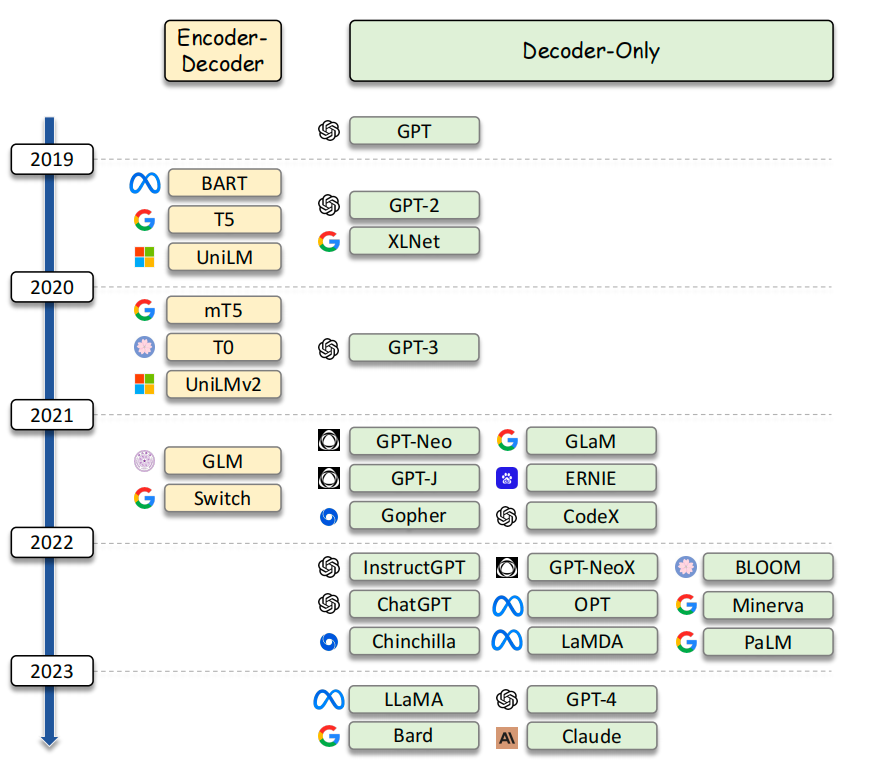 Encoder-
Decoder
Decoder-Only
GPT
2019
BART
GPT-2
T5
XLNet
UniLM
2020
mT5
T0
GPT-3
UniLMv2
2021
GPT-Neo
GLaM
GLM
GPT-J
ERNIE
Switch
Gopher
CodeX
2022
InstructGPT
GPT-NeoX
BLOOM
ChatGPT
OPT
Minerva
Chinchilla
LaMDA
PaLM
2023
LLaMA
GPT-4
Bard
Claude